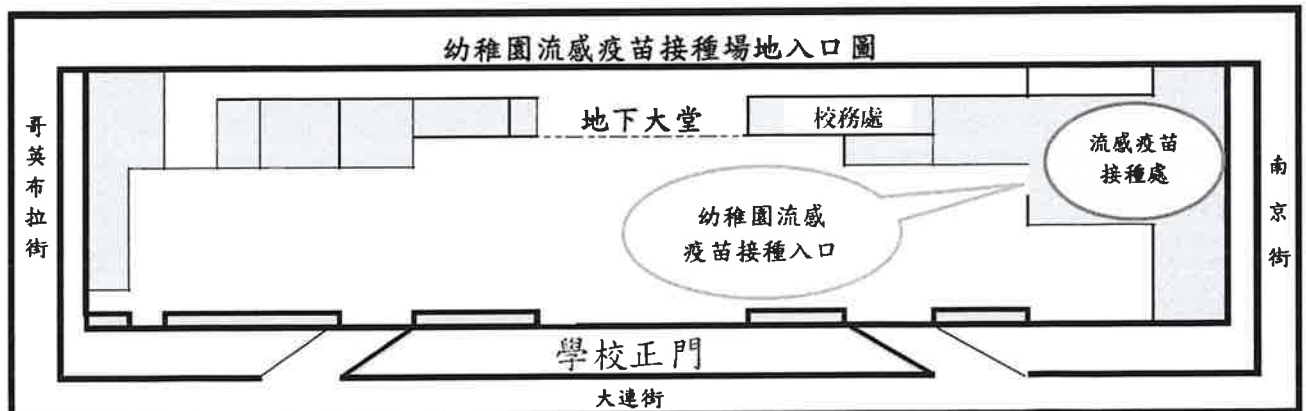 幼稚園流感疫苗接種場地入口圖
地下大堂
校務處
流感疫苗
接種處
哥英布拉街
南京街
幼稚園流感
疫苗接種入口
學校正門
大連街